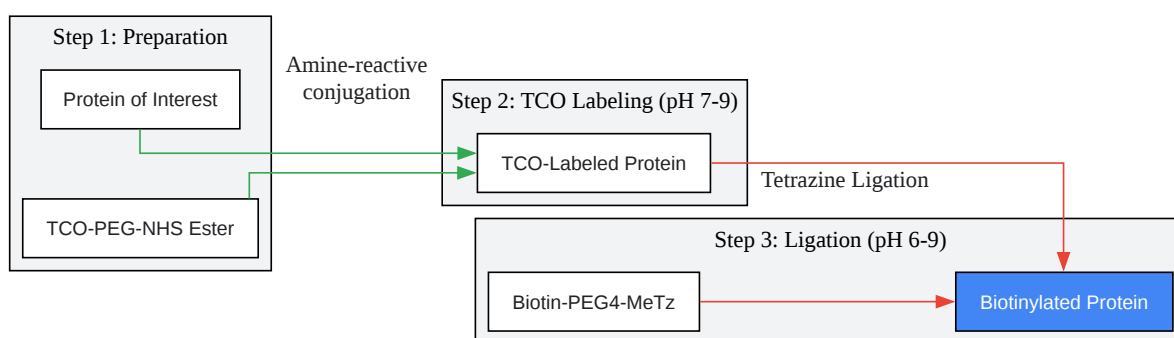 Step 1: Preparation
Protein of Interest
TCO-PEG-NHS Ester
Amine-reactive
conjugation
Step 2: TCO Labeling (pH 7-9)
TCO-Labeled Protein
Tetrazine Ligation
Step 3: Ligation (pH 6-9)
Biotin-PEG4-MeTz
Biotinylated Protein